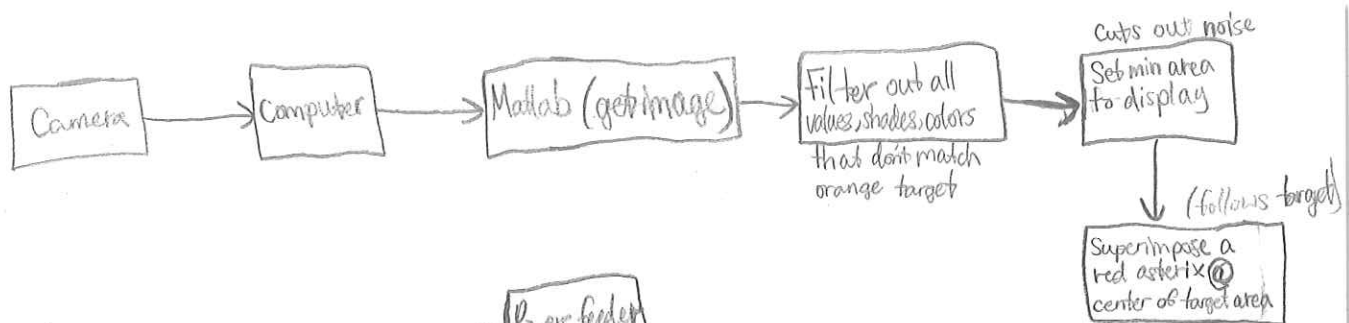 Camera
Computer
Matlab (getimage)
Filter out all
values, shades, colors
that don't match
orange target
Cuts out noise
Set min area
to display
(follows target)
Superimpose a
red asterix @
center of target area
feeder